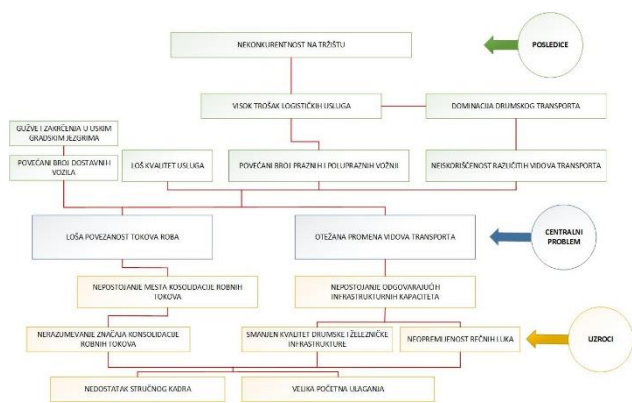 NEKONKURENTNOST NA TRŽIŠTU
POSLEDICE
VISOK TROŠAK LOGISTIČKIH USLUGA
DOMINACIJA DRUMSKOG TRANSPORTA
GUŽVE I ZAKRČENJA U USKIM
GRADSKIM JEZGRIMA
POVEĆANI BROJ DOSTAVNIH
VOZILA
LOŠ KVALITET USLUGA
POVEĆANI BROJ PRAZNIH I POLUPRAZNIH VOŽNJI
NEISKORIŠĆENOST RAZLIČITIH VIDOVA TRANSPORTA
LOŠA POVEZANOST TOKOVA ROBA
OTEŽANA PROMENA VIDOVA TRANSPORTA
CENTRALNI
PROBLEM
NEPOSTOJANJE MESTA KOSOLIDACIJE ROBNIH
TOKOVA
NEPOSTOJANJE ODGOVARAJUĆIH
INFRASTRUKTURNIH KAPACITETA
NERAZUMEVANJE ZNAČAJA KONSOLIDACIJE
ROBNIH TOKOVA
SMANJEN KVALITET DRUMSKE I ŽELEZNIČKE
INFRASTRUKTURE
NEOPREMLJENOST REČNIH LUKA
UZROCI
NEDOSTATAK STRUČNOG KADRA
VELIKA POČETNA ULAGANJA